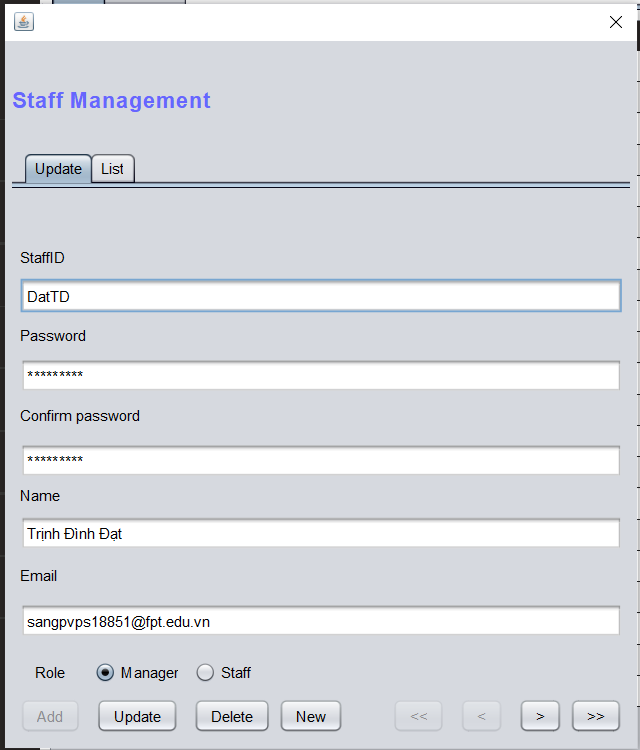 Staff Management
Update List
StaffID
DatTD
Password
*********
Confirm password
*********
Name
Trịnh Đình Đạt
Email
sangpvps18851@fpt.edu.vn
Role Manager Staff
Add Update Delete New << < > >>